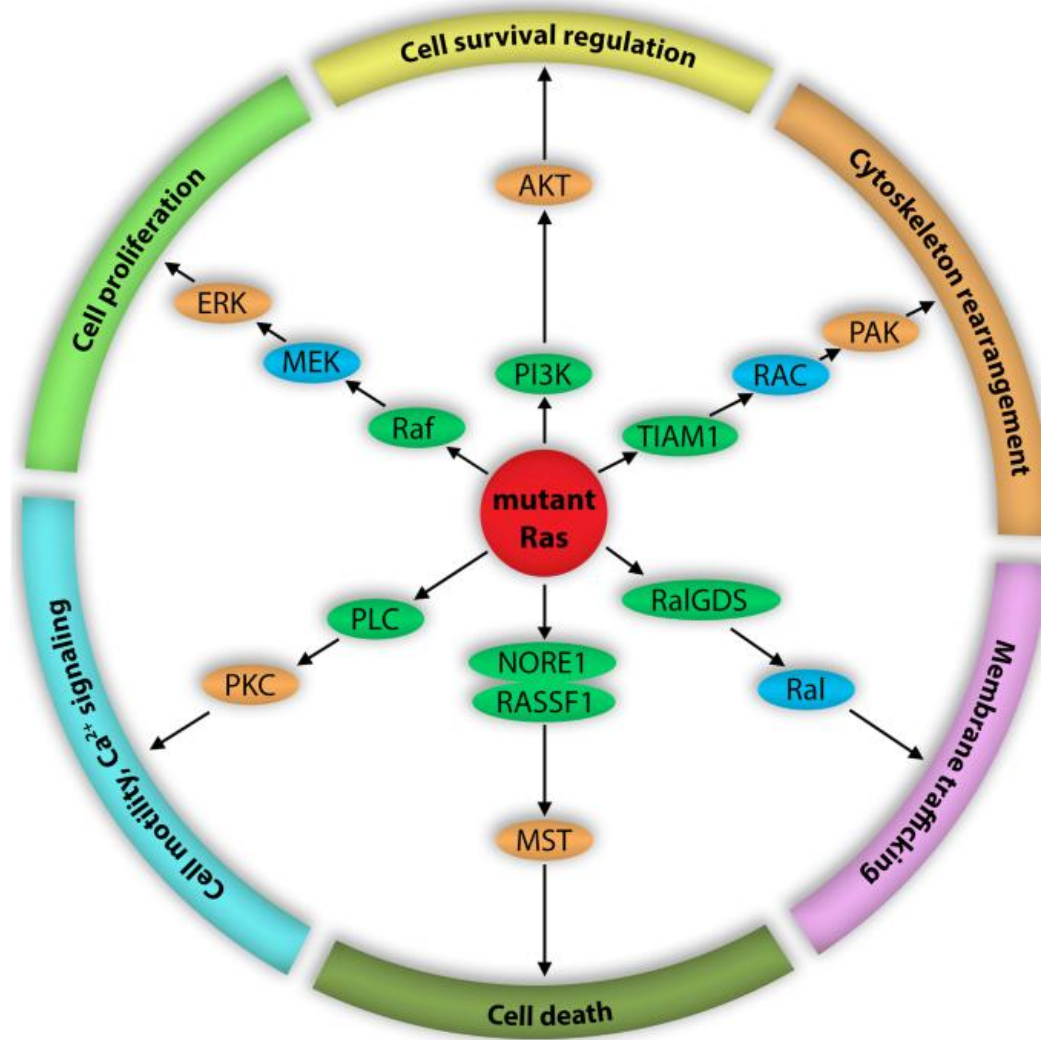 Cell survival regulation
Cytoskeleton rearrangement
Membrane trafficking
Cell death
Cell motility, Ca²⁺ signaling
Cell proliferation
AKT
PI3K
ERK
MEK
Raf
PAK
RAC
TIAM1
mutant
Ras
PLC
PKC
NORE1
RASSF1
MST
RalGDS
Ral